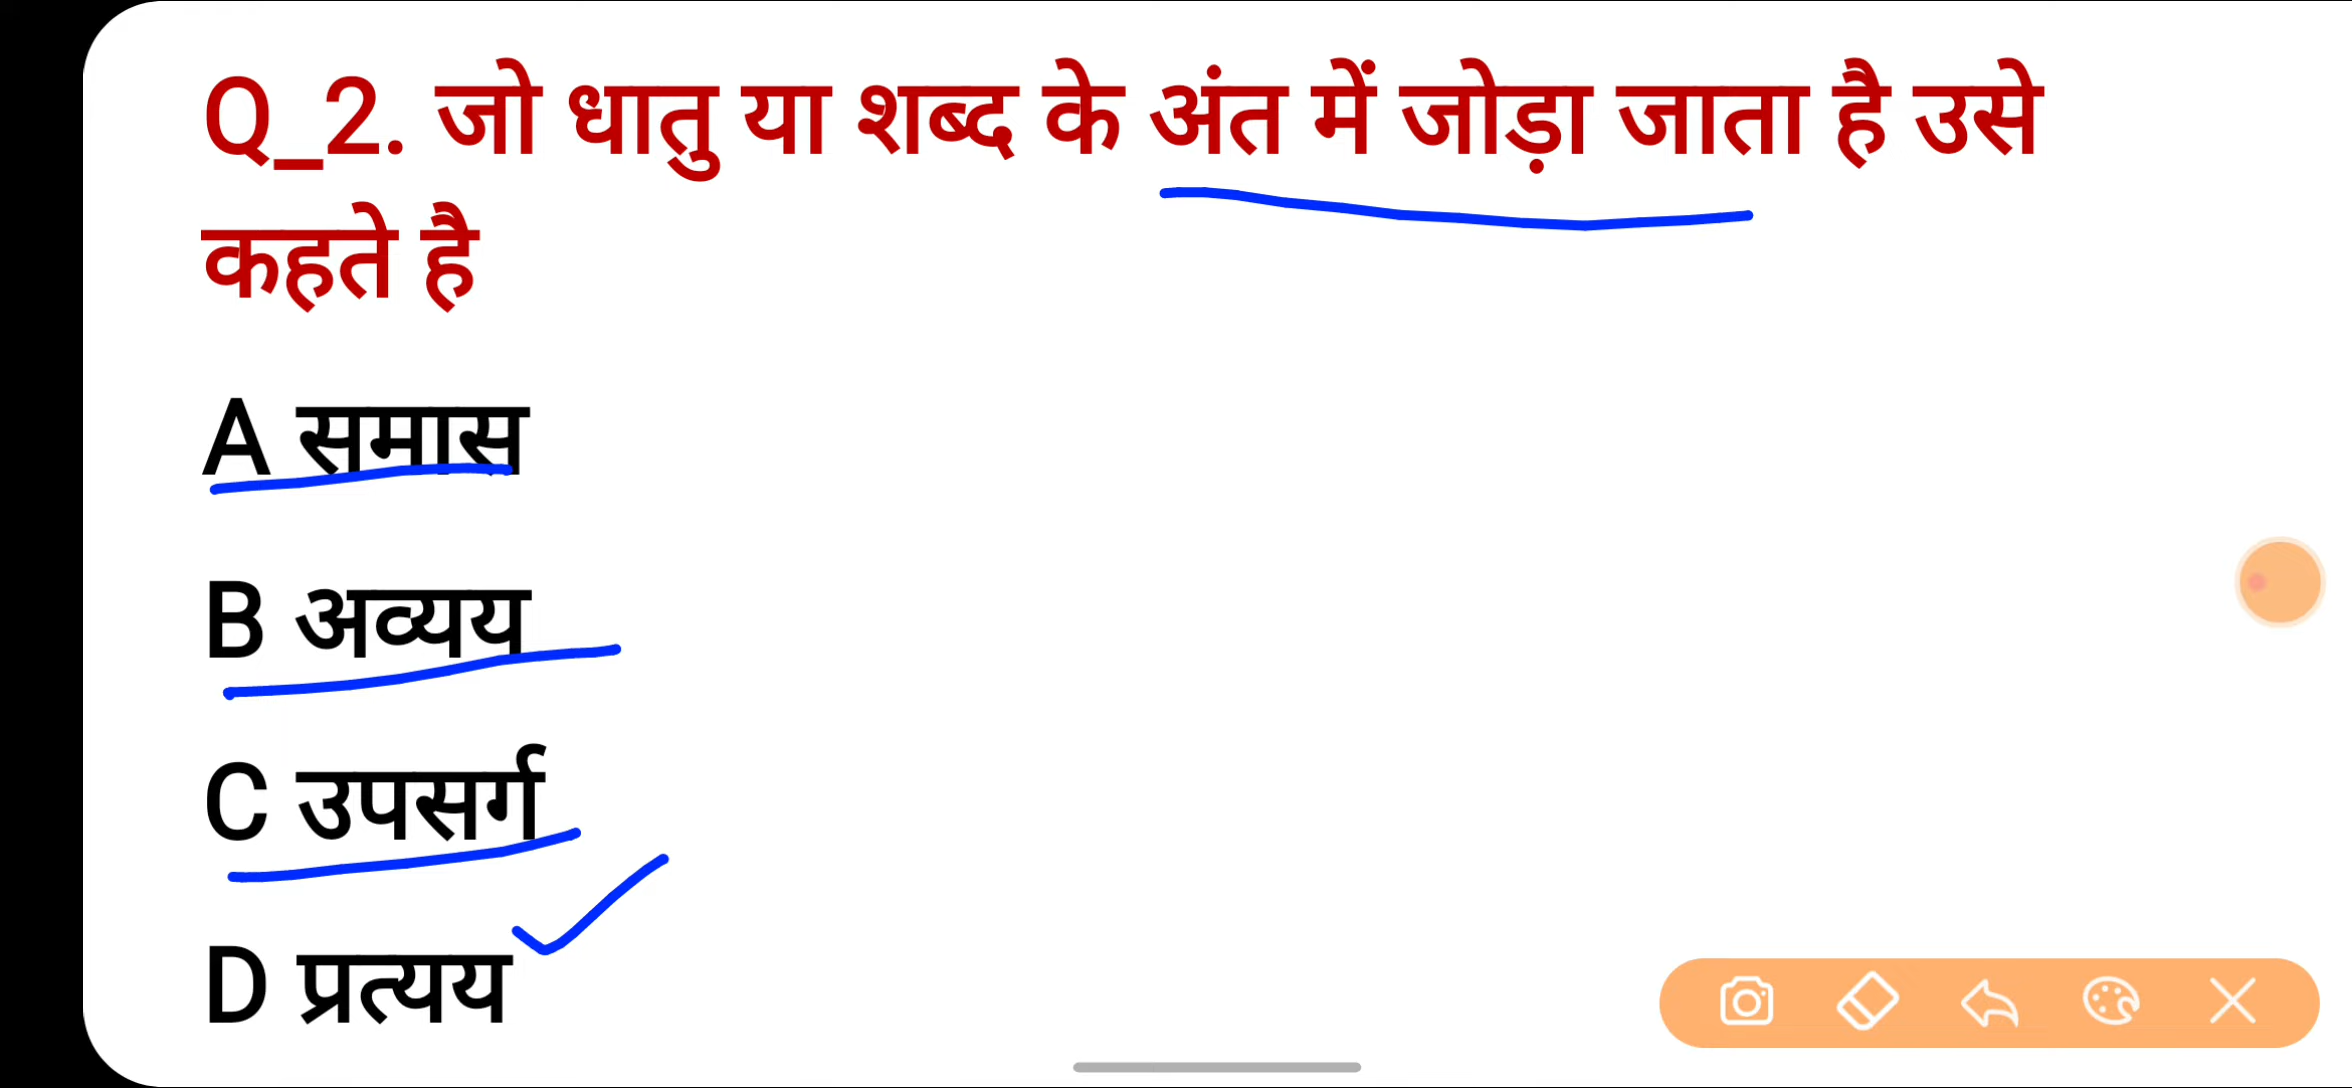 Q_2. जो धातु या शब्द के अंत में जोड़ा जाता है उसे
कहते है
A समास
B अव्यय
C उपसर्ग
D प्रत्यय